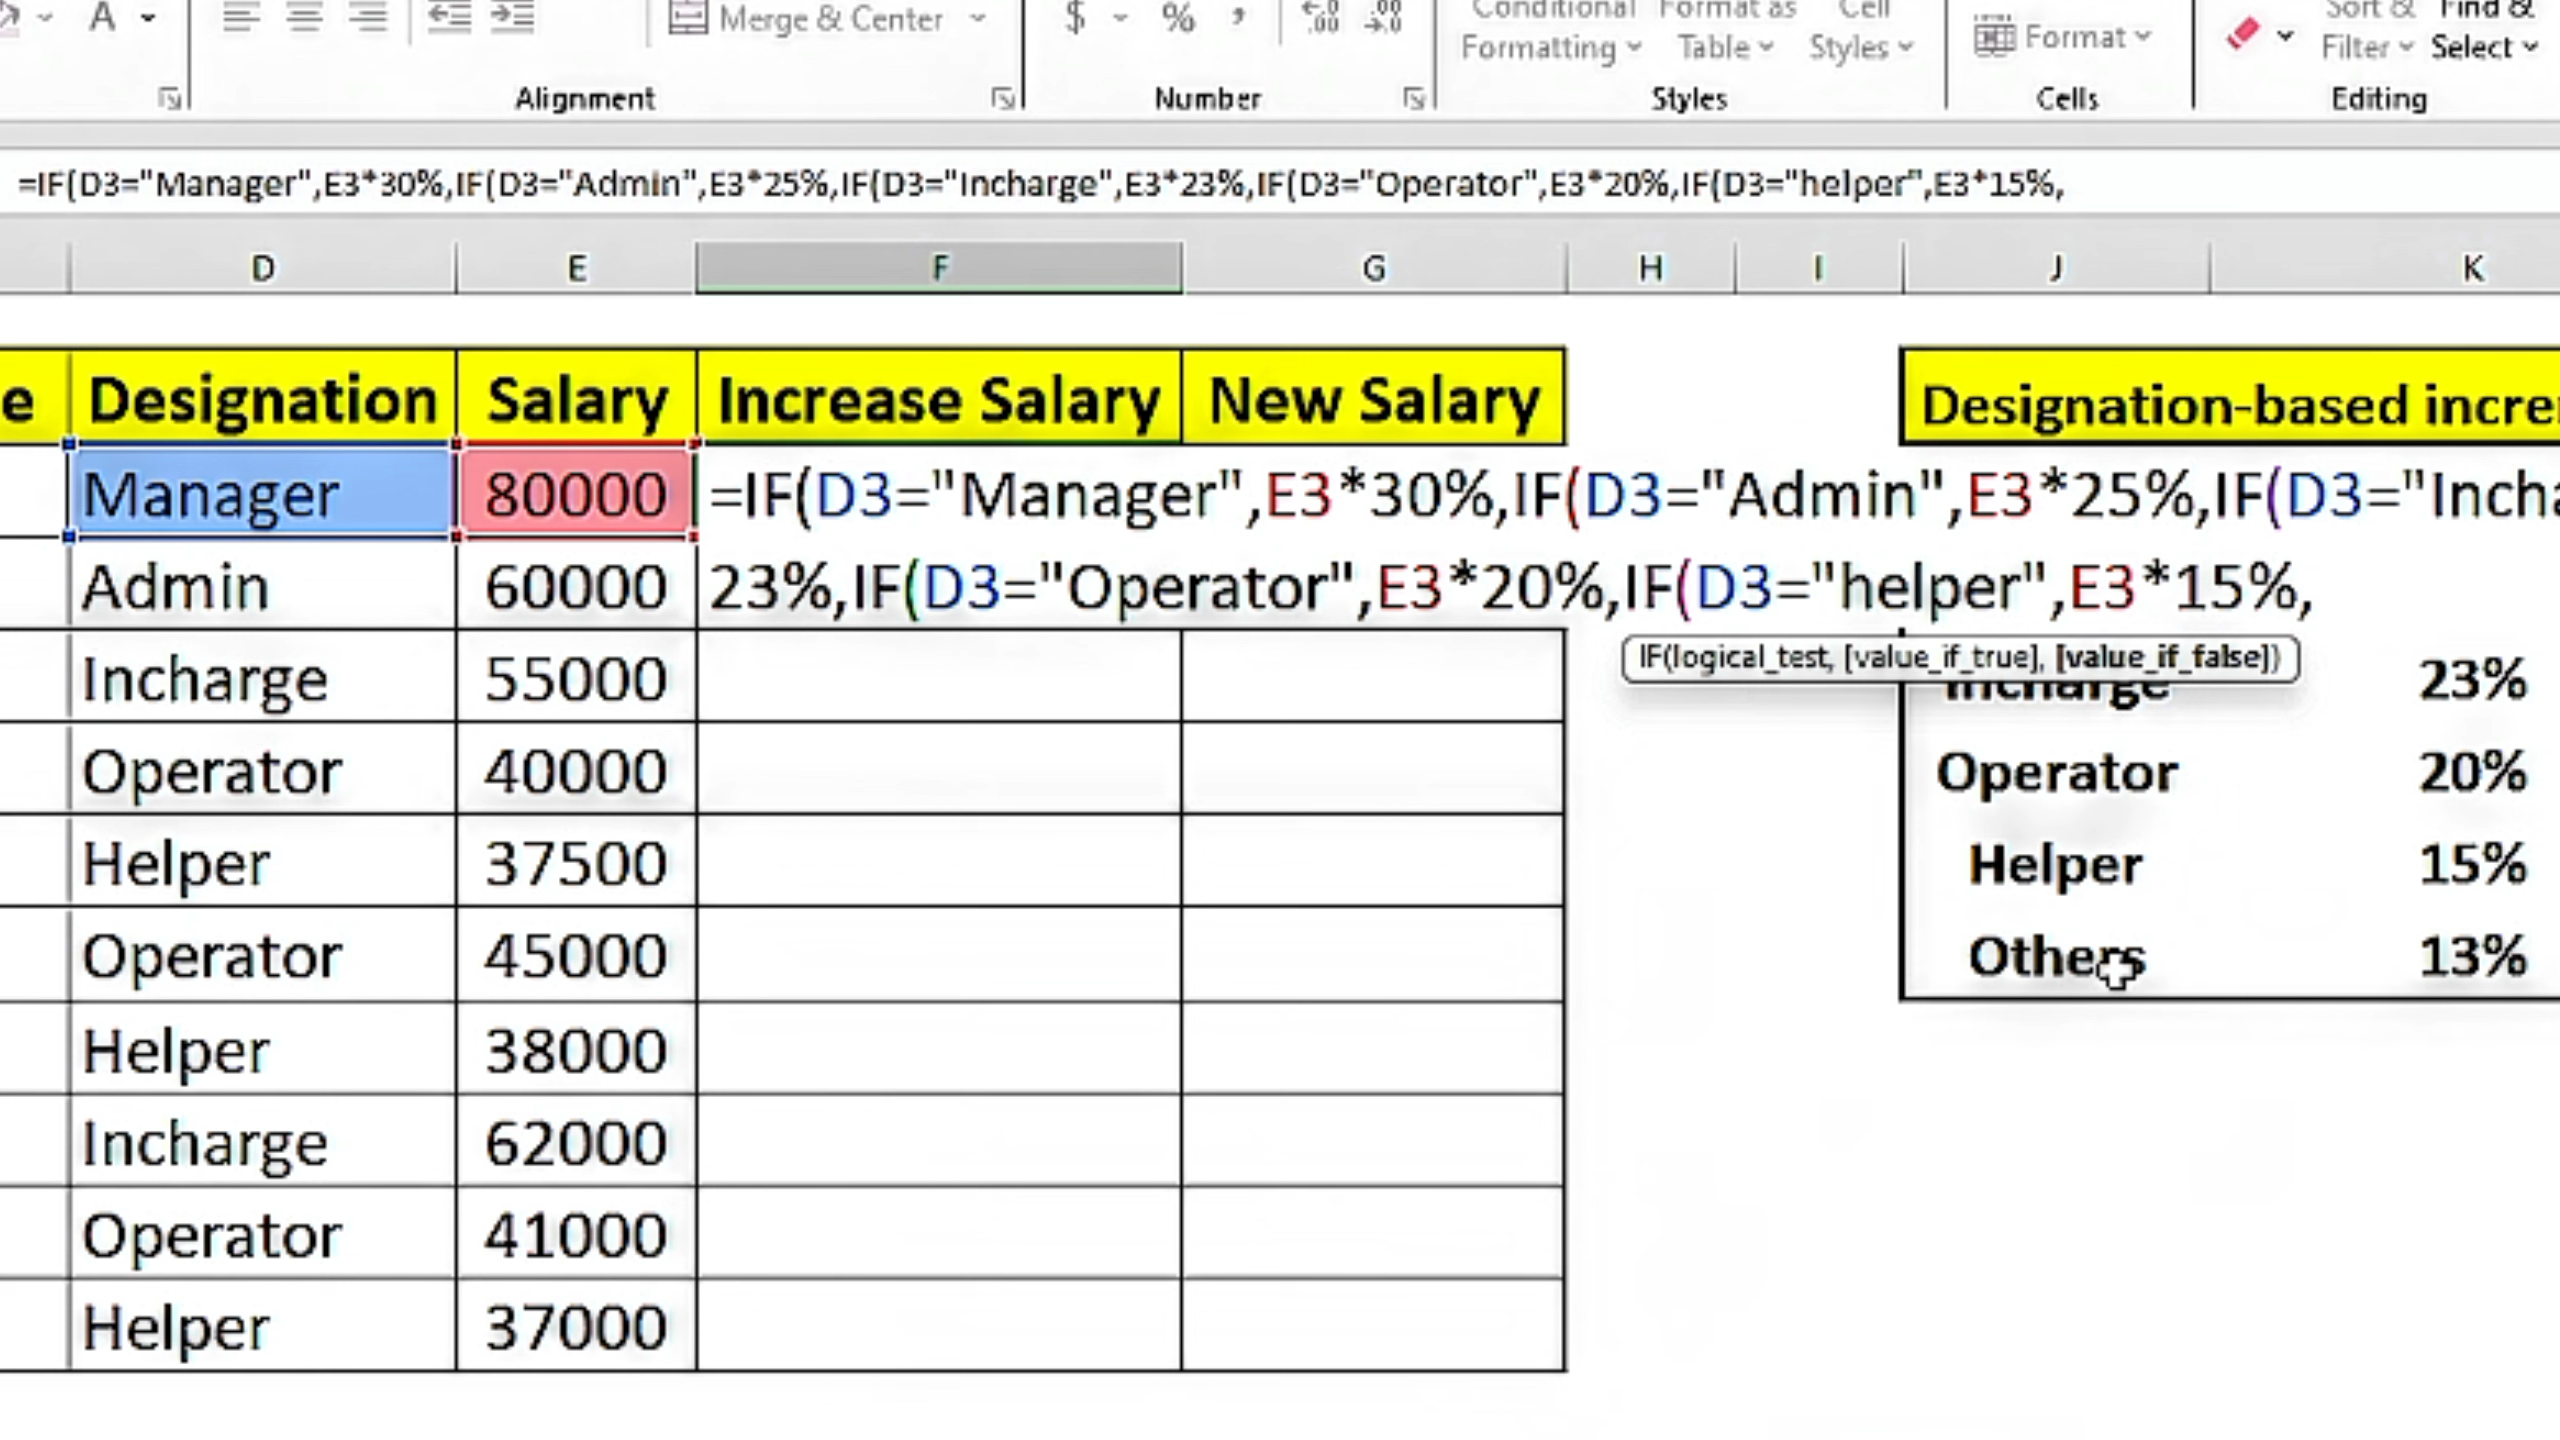 A
Merge & Center
$ % ,
Conditional Formatting
Format as Table
Cell Styles
Format
Sort & Filter
Find & Select
Alignment
Number
Styles
Cells
Editing
=IF(D3="Manager",E3*30%,IF(D3="Admin",E3*25%,IF(D3="Incharge",E3*23%,IF(D3="Operator",E3*20%,IF(D3="helper",E3*15%,
D E F G H I J K
e Designation Salary Increase Salary New Salary Designation-based incre
Manager 80000 =IF(D3="Manager",E3*30%,IF(D3="Admin",E3*25%,IF(D3="Incha
Admin 60000 23%,IF(D3="Operator",E3*20%,IF(D3="helper",E3*15%,
IF(logical_test, [value_if_true], [value_if_false])
Incharge 55000 Incharge 23%
Operator 40000 Operator 20%
Helper 37500 Helper 15%
Operator 45000 Others 13%
Helper 38000
Incharge 62000
Operator 41000
Helper 37000